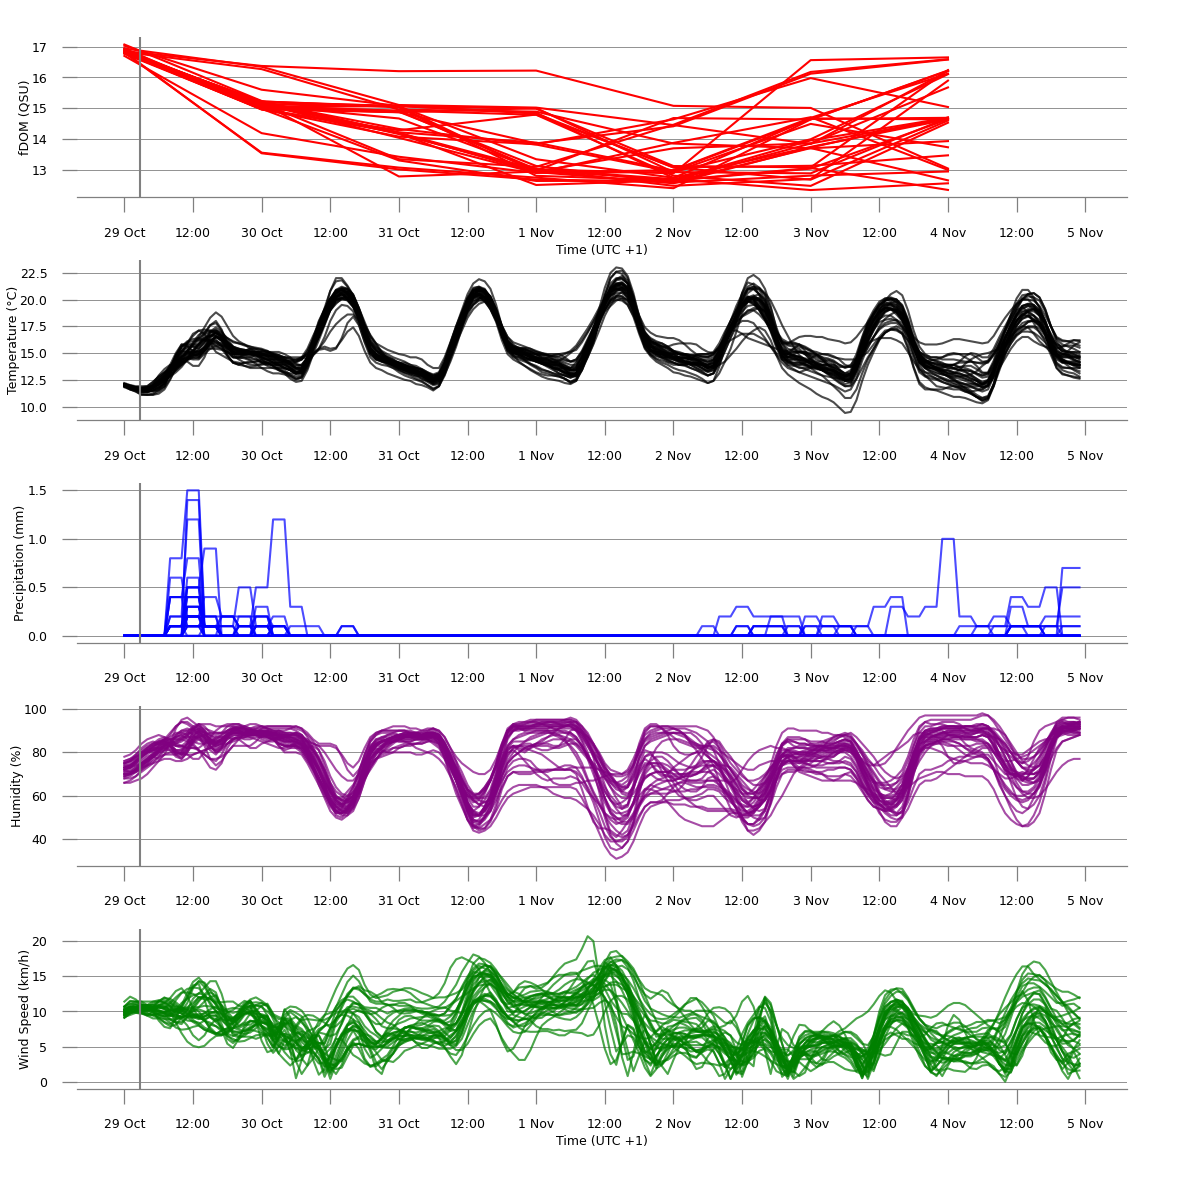 17
16
15
14
13
fDOM (QSU)
29 Oct 12:00 30 Oct 12:00 31 Oct 12:00 1 Nov 12:00 2 Nov 12:00 3 Nov 12:00 4 Nov 12:00 5 Nov
Time (UTC +1)
22.5
20.0
17.5
15.0
12.5
10.0
Temperature (°C)
29 Oct 12:00 30 Oct 12:00 31 Oct 12:00 1 Nov 12:00 2 Nov 12:00 3 Nov 12:00 4 Nov 12:00 5 Nov
1.5
1.0
0.5
0.0
Precipitation (mm)
29 Oct 12:00 30 Oct 12:00 31 Oct 12:00 1 Nov 12:00 2 Nov 12:00 3 Nov 12:00 4 Nov 12:00 5 Nov
100
80
60
40
Humidity (%)
29 Oct 12:00 30 Oct 12:00 31 Oct 12:00 1 Nov 12:00 2 Nov 12:00 3 Nov 12:00 4 Nov 12:00 5 Nov
20
15
10
5
0
Wind Speed (km/h)
29 Oct 12:00 30 Oct 12:00 31 Oct 12:00 1 Nov 12:00 2 Nov 12:00 3 Nov 12:00 4 Nov 12:00 5 Nov
Time (UTC +1)